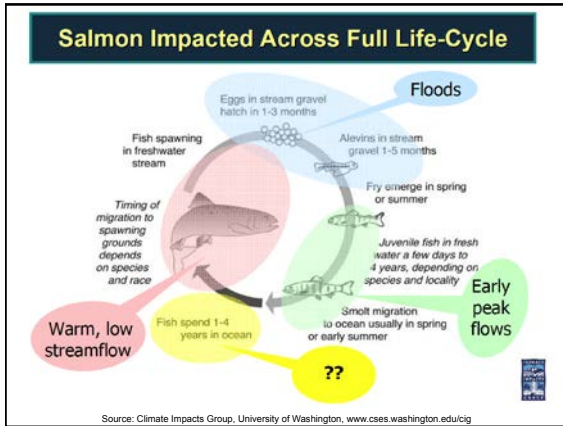 Salmon Impacted Across Full Life-Cycle
Floods
Eggs in stream gravel
hatch in 1-3 months
Alevins in stream
gravel 1-5 months
Fry emerge in spring
or summer
Juvenile fish in fresh
water a few days to
4 years, depending on
species and locality
Early
peak
flows
Smolt migration
to ocean usually in spring
or early summer
??
Fish spend 1-4
years in ocean
Warm, low
streamflow
Timing of
migration to
spawning
grounds
depends
on species
and race
Fish spawning
in freshwater
stream
Source: Climate Impacts Group, University of Washington, www.cses.washington.edu/cig